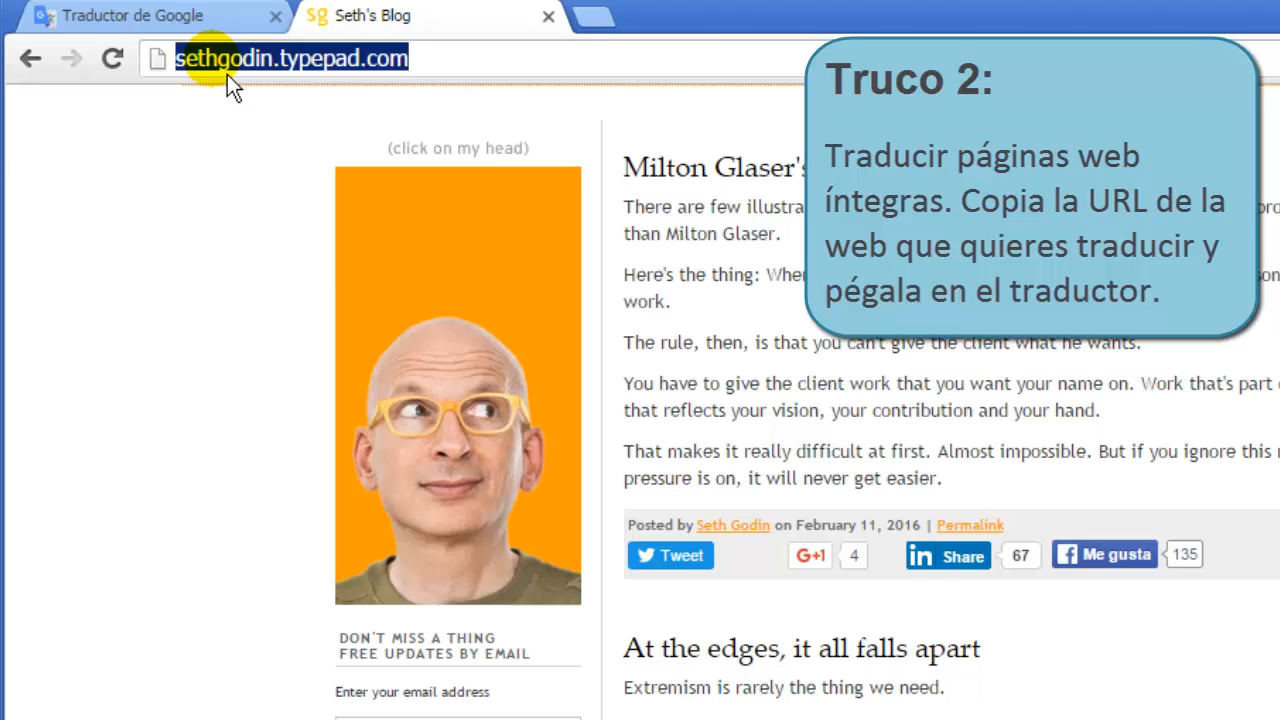 Traductor de Google
sg Seth's Blog
sethgodin.typepad.com
Truco 2:
Traducir páginas web
íntegras. Copia la URL de la
web que quieres traducir y
pégala en el traductor.
(click on my head)
DON'T MISS A THING
FREE UPDATES BY EMAIL
Enter your email address
Milton Glaser's
There are few
than Milton Glaser.
Here's the thing:
work.
The rule, then, is that you can't give the client what he wants.
You have to give the client work that you want your name on. Work that's part
that reflects your vision, your contribution and your hand.
That makes it really difficult at first. Almost impossible. But if you ignore this
pressure is on, it will never get easier.
Posted by Seth Godin on February 11, 2016 | Permalink
Tweet G+1 4 in Share 67 f Me gusta 135
At the edges, it all falls apart
Extremism is rarely the thing we need.